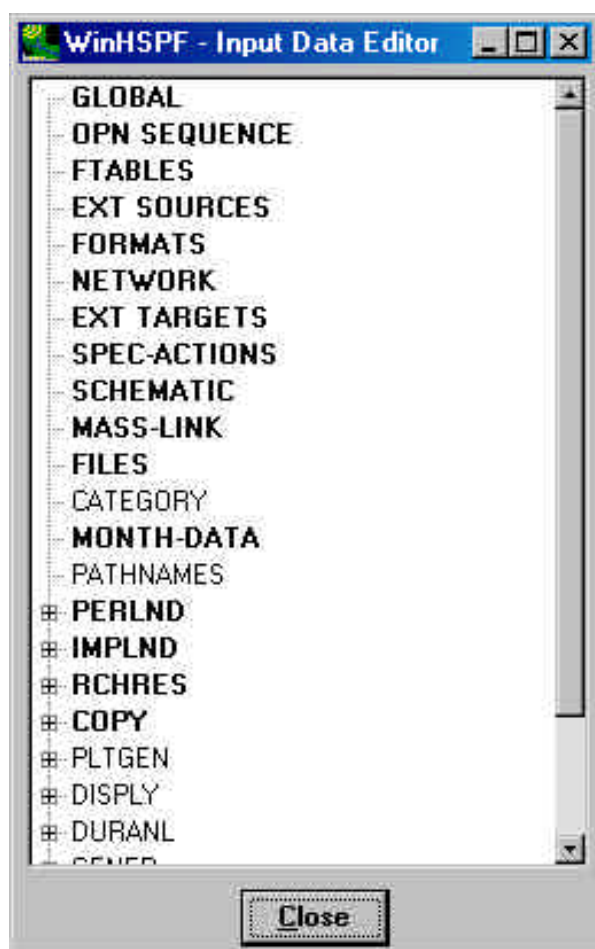 WinHSPF - Input Data Editor
GLOBAL
OPN SEQUENCE
FTABLES
EXT SOURCES
FORMATS
NETWORK
EXT TARGETS
SPEC-ACTIONS
SCHEMATIC
MASS-LINK
FILES
CATEGORY
MONTH-DATA
PATHNAMES
PERLND
IMPLND
RCHRES
COPY
PLTGEN
DISPLY
DURANL
Close